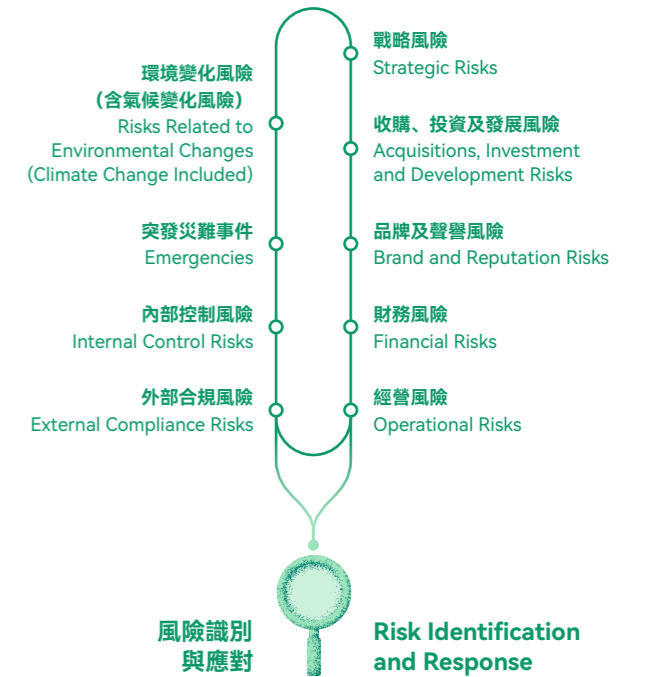 環境變化風險
（含氣候變化風險）
Risks Related to
Environmental Changes
(Climate Change Included)
突發災難事件
Emergencies
內部控制風險
Internal Control Risks
外部合規風險
External Compliance Risks
戰略風險
Strategic Risks
收購、投資及發展風險
Acquisitions, Investment
and Development Risks
品牌及聲譽風險
Brand and Reputation Risks
財務風險
Financial Risks
經營風險
Operational Risks
風險識別
與應對
Risk Identification
and Response